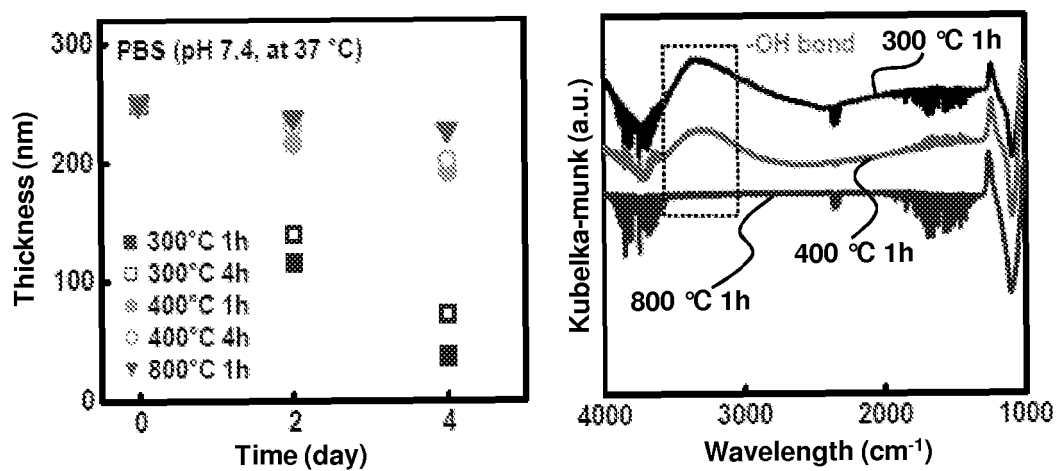 300
PBS (pH 7.4, at 37 °C)
200
100
0
300°C 1h
300°C 4h
400°C 1h
400°C 4h
800°C 1h
Thickness (nm)
0 2 4
Time (day)
-OH bond
300 °C 1h
400 °C 1h
800 °C 1h
Kubelka-munk (a.u.)
4000 3000 2000 1000
Wavelength (cm⁻¹)